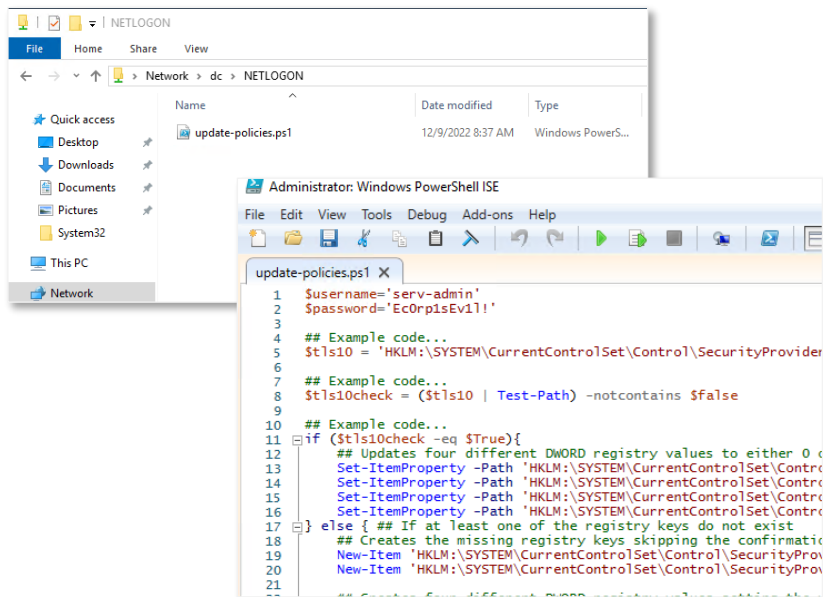 NETLOGON
File Home Share View
Network > dc > NETLOGON
Name Date modified Type
Quick access
update-policies.ps1 12/9/2022 8:37 AM Windows PowerS...
Desktop
Downloads
Documents
Pictures
System32
This PC
Network
Administrator: Windows PowerShell ISE
File Edit View Tools Debug Add-ons Help
update-policies.ps1 X
1 $username='serv-admin'
2 $password='Ec0rp1sEv1l!'
3
4 ## Example code...
5 $tls10 = 'HKLM:\SYSTEM\CurrentControlSet\Control\SecurityProvider
6
7 ## Example code...
8 $tls10check = ($tls10 | Test-Path) -notcontains $false
9
10 ## Example code...
11 if ($tls10check -eq $True){
12 ## Updates four different DWORD registry values to either 0 o
13 Set-ItemProperty -Path 'HKLM:\SYSTEM\CurrentControlSet\Contro
14 Set-ItemProperty -Path 'HKLM:\SYSTEM\CurrentControlSet\Contro
15 Set-ItemProperty -Path 'HKLM:\SYSTEM\CurrentControlSet\Contro
16 Set-ItemProperty -Path 'HKLM:\SYSTEM\CurrentControlSet\Contro
17 } else { ## If at least one of the registry keys do not exist
18 ## Creates the missing registry keys skipping the confirmatio
19 New-Item 'HKLM:\SYSTEM\CurrentControlSet\Control\SecurityProv
20 New-Item 'HKLM:\SYSTEM\CurrentControlSet\Control\SecurityProv
21